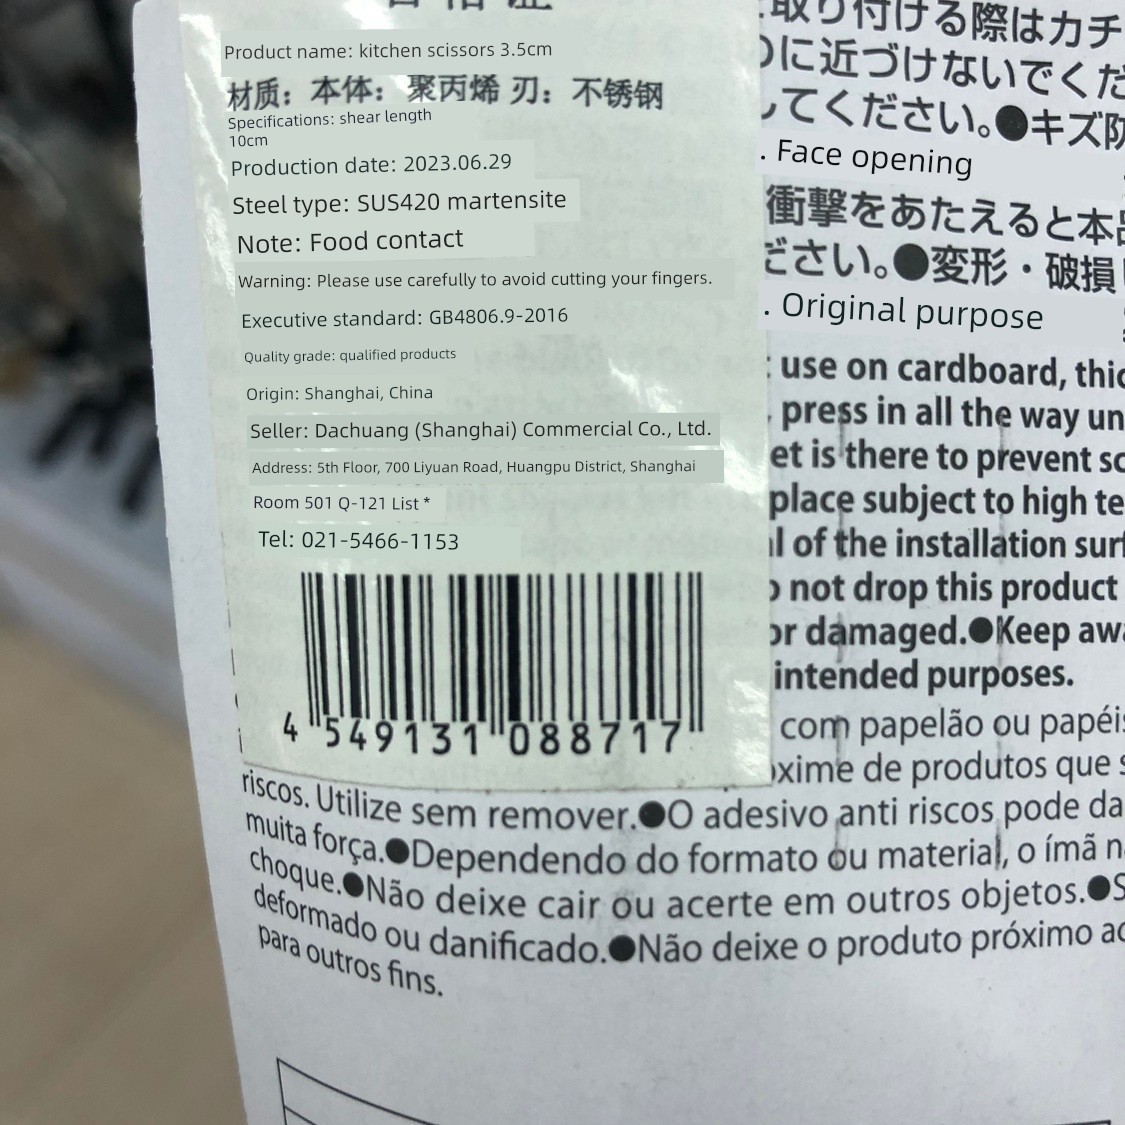 Product name: kitchen scissors 3.5cm
材质：本体：聚丙烯 刃：不锈钢
Specifications: shear length
10cm
Production date: 2023.06.29
Steel type: SUS420 martensite
Note: Food contact
Warning: Please use carefully to avoid cutting your fingers.
Executive standard: GB4806.9-2016
Quality grade: qualified products
Origin: Shanghai, China
Seller: Dachuang (Shanghai) Commercial Co., Ltd.
Address: 5th Floor, 700 Liyuan Road, Huangpu District, Shanghai
Room 501 Q-121 List *
Tel: 021-5466-1153
4 549131 088717
取り付ける際はカチ
に近づけないでくだ
してください。●キズ防
. Face opening
衝撃をあたえると本品
ださい。●変形・破損
. Original purpose
use on cardboard, thic
press in all the way un
et is there to prevent sc
place subject to high te
l of the installation surf
not drop this product
or damaged.●Keep awa
intended purposes.
com papelão ou papéis
oxime de produtos que s
riscos. Utilize sem remover.●O adesivo anti riscos pode da
muita força.●Dependendo do formato ou material, o ímã n
choque.●Não deixe cair ou acerte em outros objetos.●S
deformado ou danificado.●Não deixe o produto próximo ao
para outros fins.